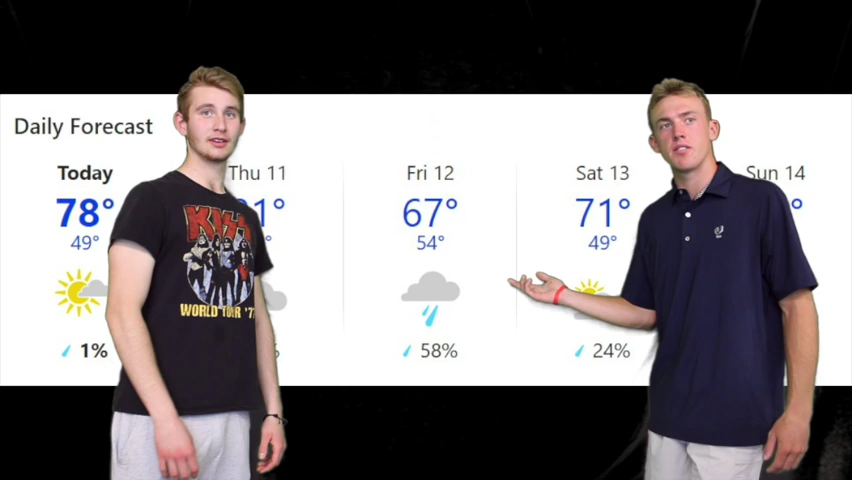 Daily Forecast
Today
Thu 11
Fri 12
Sat 13
Sun 14
78°
1°
67°
71°
°
49°
°
54°
49°
1%
%
58%
24%
KISS
WORLD TOUR '7